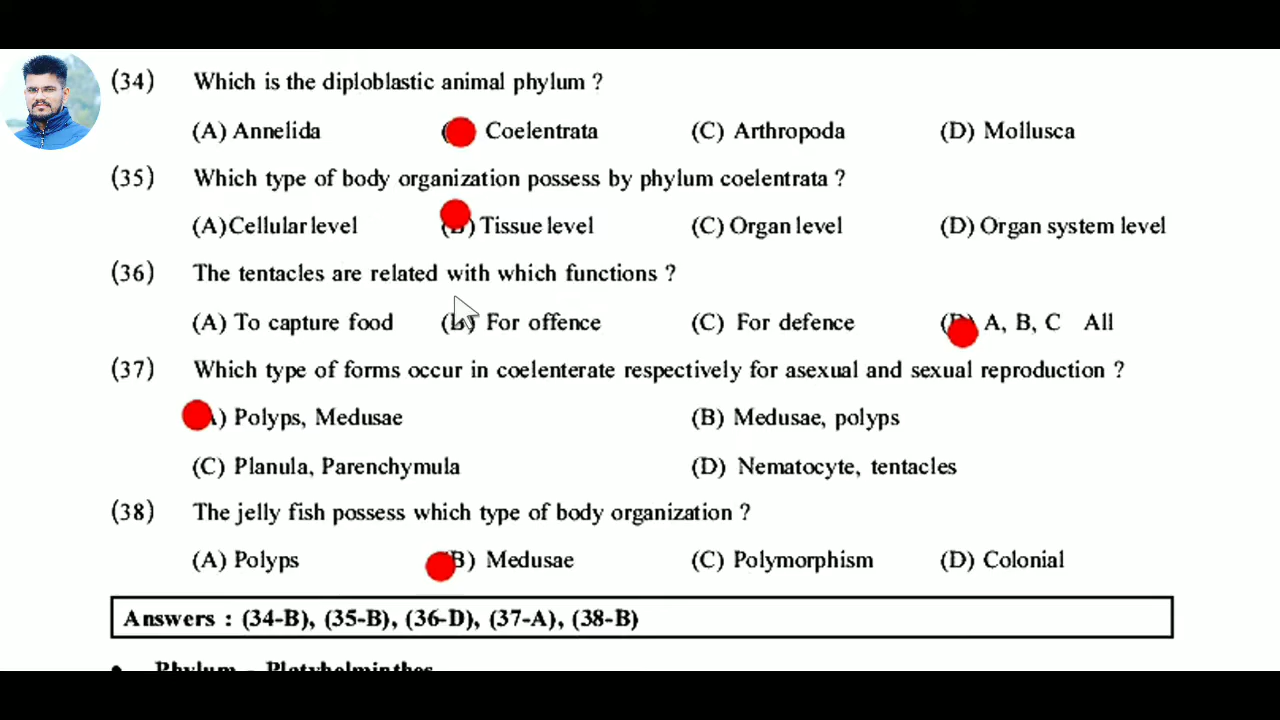 (34) Which is the diploblastic animal phylum ?
(A) Annelida ( Coelentrata (C) Arthropoda (D) Mollusca
(35) Which type of body organization possess by phylum coelentrata ?
(A) Cellular level (B) Tissue level (C) Organ level (D) Organ system level
(36) The tentacles are related with which functions ?
(A) To capture food (B) For offence (C) For defence (D) A, B, C All
(37) Which type of forms occur in coelenterate respectively for asexual and sexual reproduction ?
A) Polyps, Medusae (B) Medusae, polyps
(C) Planula, Parenchymula (D) Nematocyte, tentacles
(38) The jelly fish possess which type of body organization ?
(A) Polyps B) Medusae (C) Polymorphism (D) Colonial
Answers : (34-B), (35-B), (36-D), (37-A), (38-B)
• Phylum - Platyhelminthes